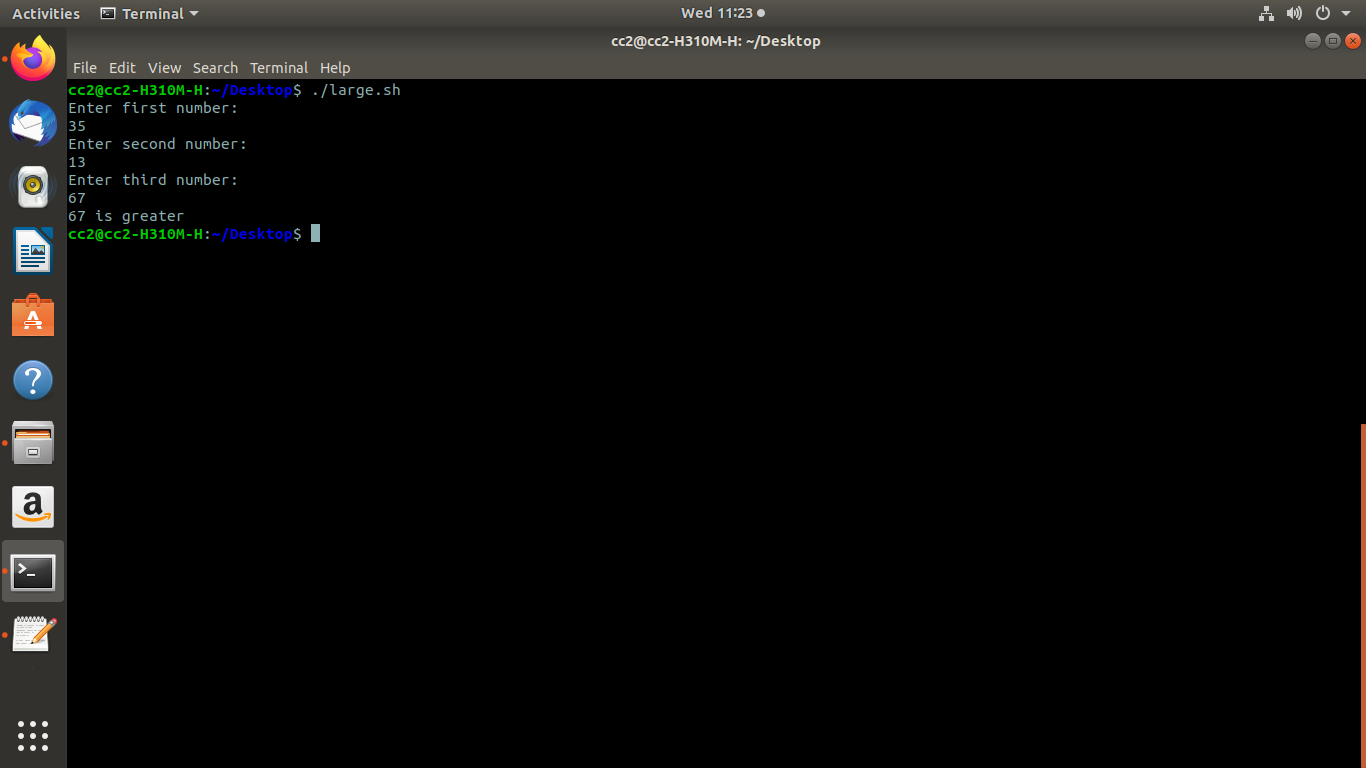 Activities Terminal Wed 11:23
cc2@cc2-H310M-H: ~/Desktop
File Edit View Search Terminal Help
cc2@cc2-H310M-H:~/Desktop$ ./large.sh
Enter first number:
35
Enter second number:
13
Enter third number:
67
67 is greater
cc2@cc2-H310M-H:~/Desktop$